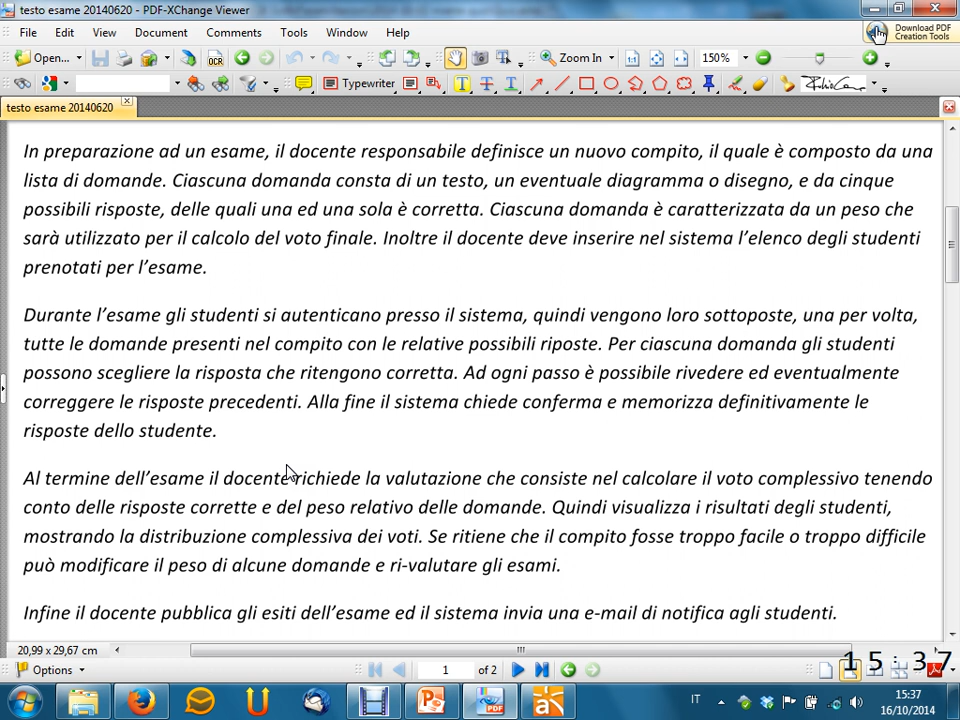 testo esame 20140620 - PDF-XChange Viewer
File Edit View Document Comments Tools Window Help
Download PDF Creation Tools
Open... OCR Zoom In 150%
Typewriter
testo esame 20140620
In preparazione ad un esame, il docente responsabile definisce un nuovo compito, il quale è composto da una
lista di domande. Ciascuna domanda consta di un testo, un eventuale diagramma o disegno, e da cinque
possibili risposte, delle quali una ed una sola è corretta. Ciascuna domanda è caratterizzata da un peso che
sarà utilizzato per il calcolo del voto finale. Inoltre il docente deve inserire nel sistema l’elenco degli studenti
prenotati per l’esame.
Durante l’esame gli studenti si autenticano presso il sistema, quindi vengono loro sottoposte, una per volta,
tutte le domande presenti nel compito con le relative possibili riposte. Per ciascuna domanda gli studenti
possono scegliere la risposta che ritengono corretta. Ad ogni passo è possibile rivedere ed eventualmente
correggere le risposte precedenti. Alla fine il sistema chiede conferma e memorizza definitivamente le
risposte dello studente.
Al termine dell’esame il docente richiede la valutazione che consiste nel calcolare il voto complessivo tenendo
conto delle risposte corrette e del peso relativo delle domande. Quindi visualizza i risultati degli studenti,
mostrando la distribuzione complessiva dei voti. Se ritiene che il compito fosse troppo facile o troppo difficile
può modificare il peso di alcune domande e ri-valutare gli esami.
Infine il docente pubblica gli esiti dell’esame ed il sistema invia una e-mail di notifica agli studenti.
20,99 x 29,67 cm
15:37
Options 1 of 2
IT 15:37
16/10/2014